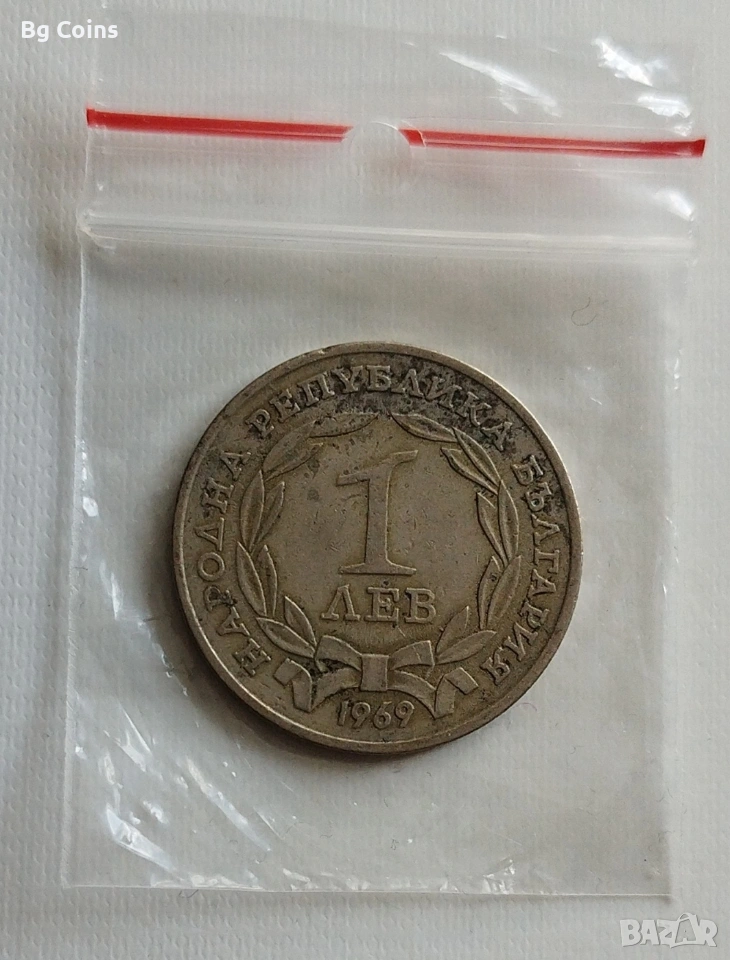 Bg Coins
НАРОДНА РЕПУБЛИКА БЪЛГАРИЯ
1
ЛЕВ
1969
BAZAR